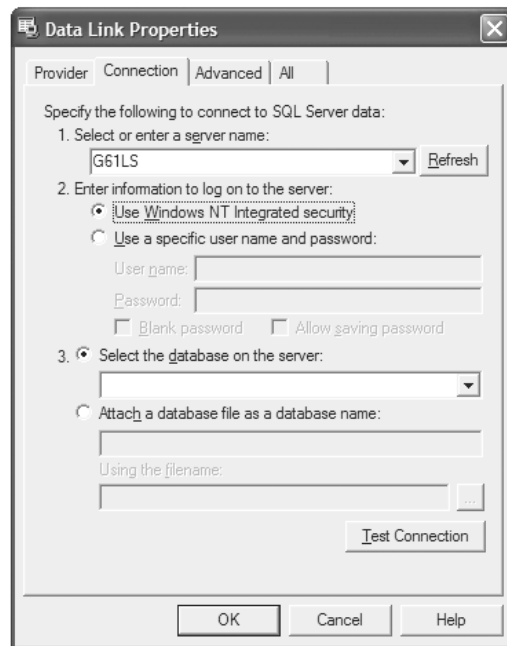 Data Link Properties
Provider Connection Advanced All
Specify the following to connect to SQL Server data:
1. Select or enter a server name:
G61LS Refresh
2. Enter information to log on to the server:
Use Windows NT Integrated security
Use a specific user name and password:
User name:
Password:
Blank password Allow saving password
3. Select the database on the server:
Attach a database file as a database name:
Using the filename:
...
Test Connection
OK Cancel Help